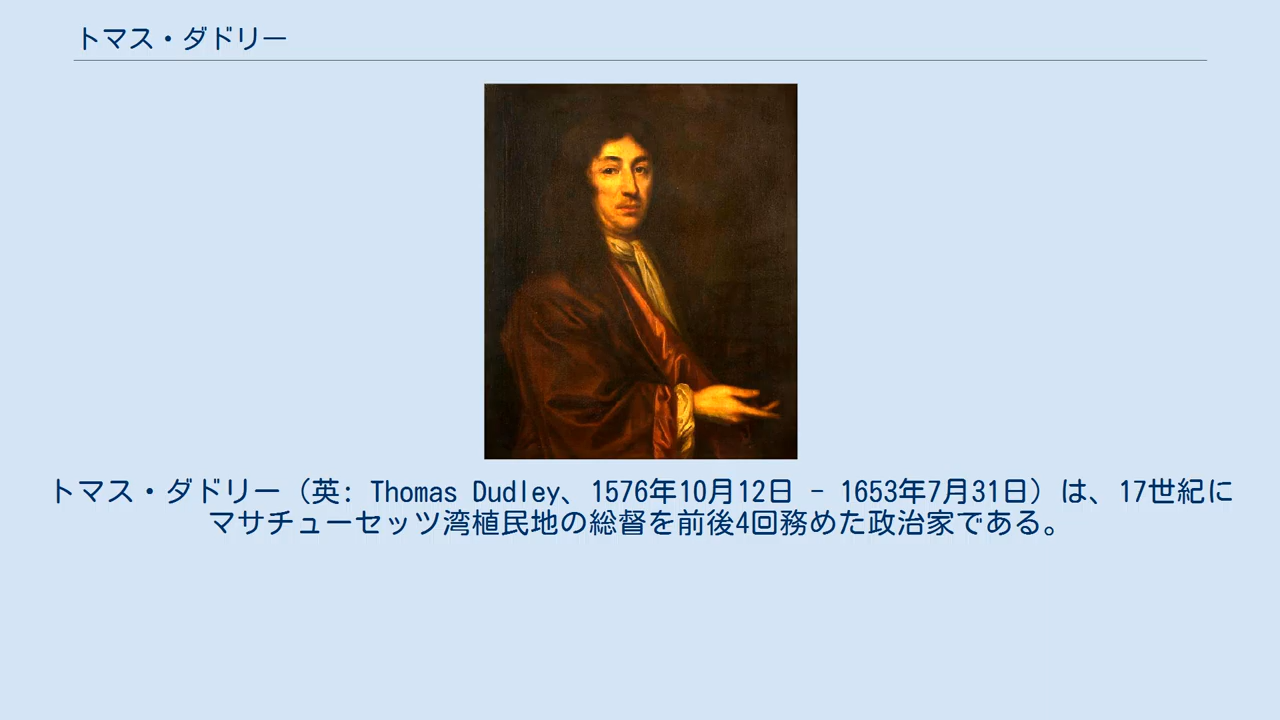 トマス・ダドリー
トマス・ダドリー（英: Thomas Dudley、1576年10月12日 - 1653年7月31日）は、17世紀に
マサチューセッツ湾植民地の総督を前後4回務めた政治家である。